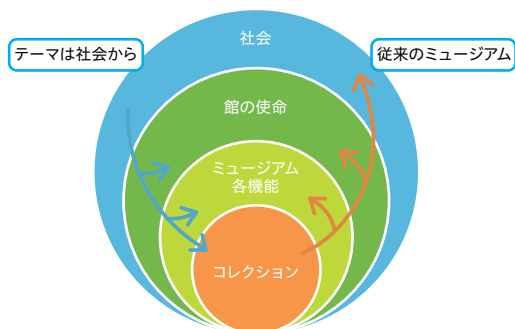 社会
テーマは社会から
従来のミュージアム
館の使命
ミュージアム
各機能
コレクション